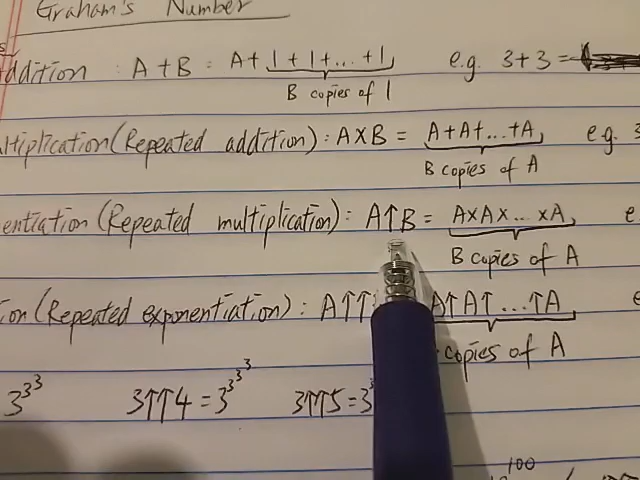 Graham's Number
ddition : A + B = A + 1 + 1 + ... + 1 e.g. 3 + 3 =
B copies of 1
ltiplication (Repeated addition) : A × B = A + A + ... + A, e.g. 3
B copies of A
entiation (Repeated multiplication) : A↑B = A × A × ... × A, e
B copies of A
ion (Repeated exponentiation) : A↑↑ A↑A↑ ... ↑A
copies of A
3^3^3 3↑↑4 = 3^3^3^3 3↑↑5 = 3^3
100